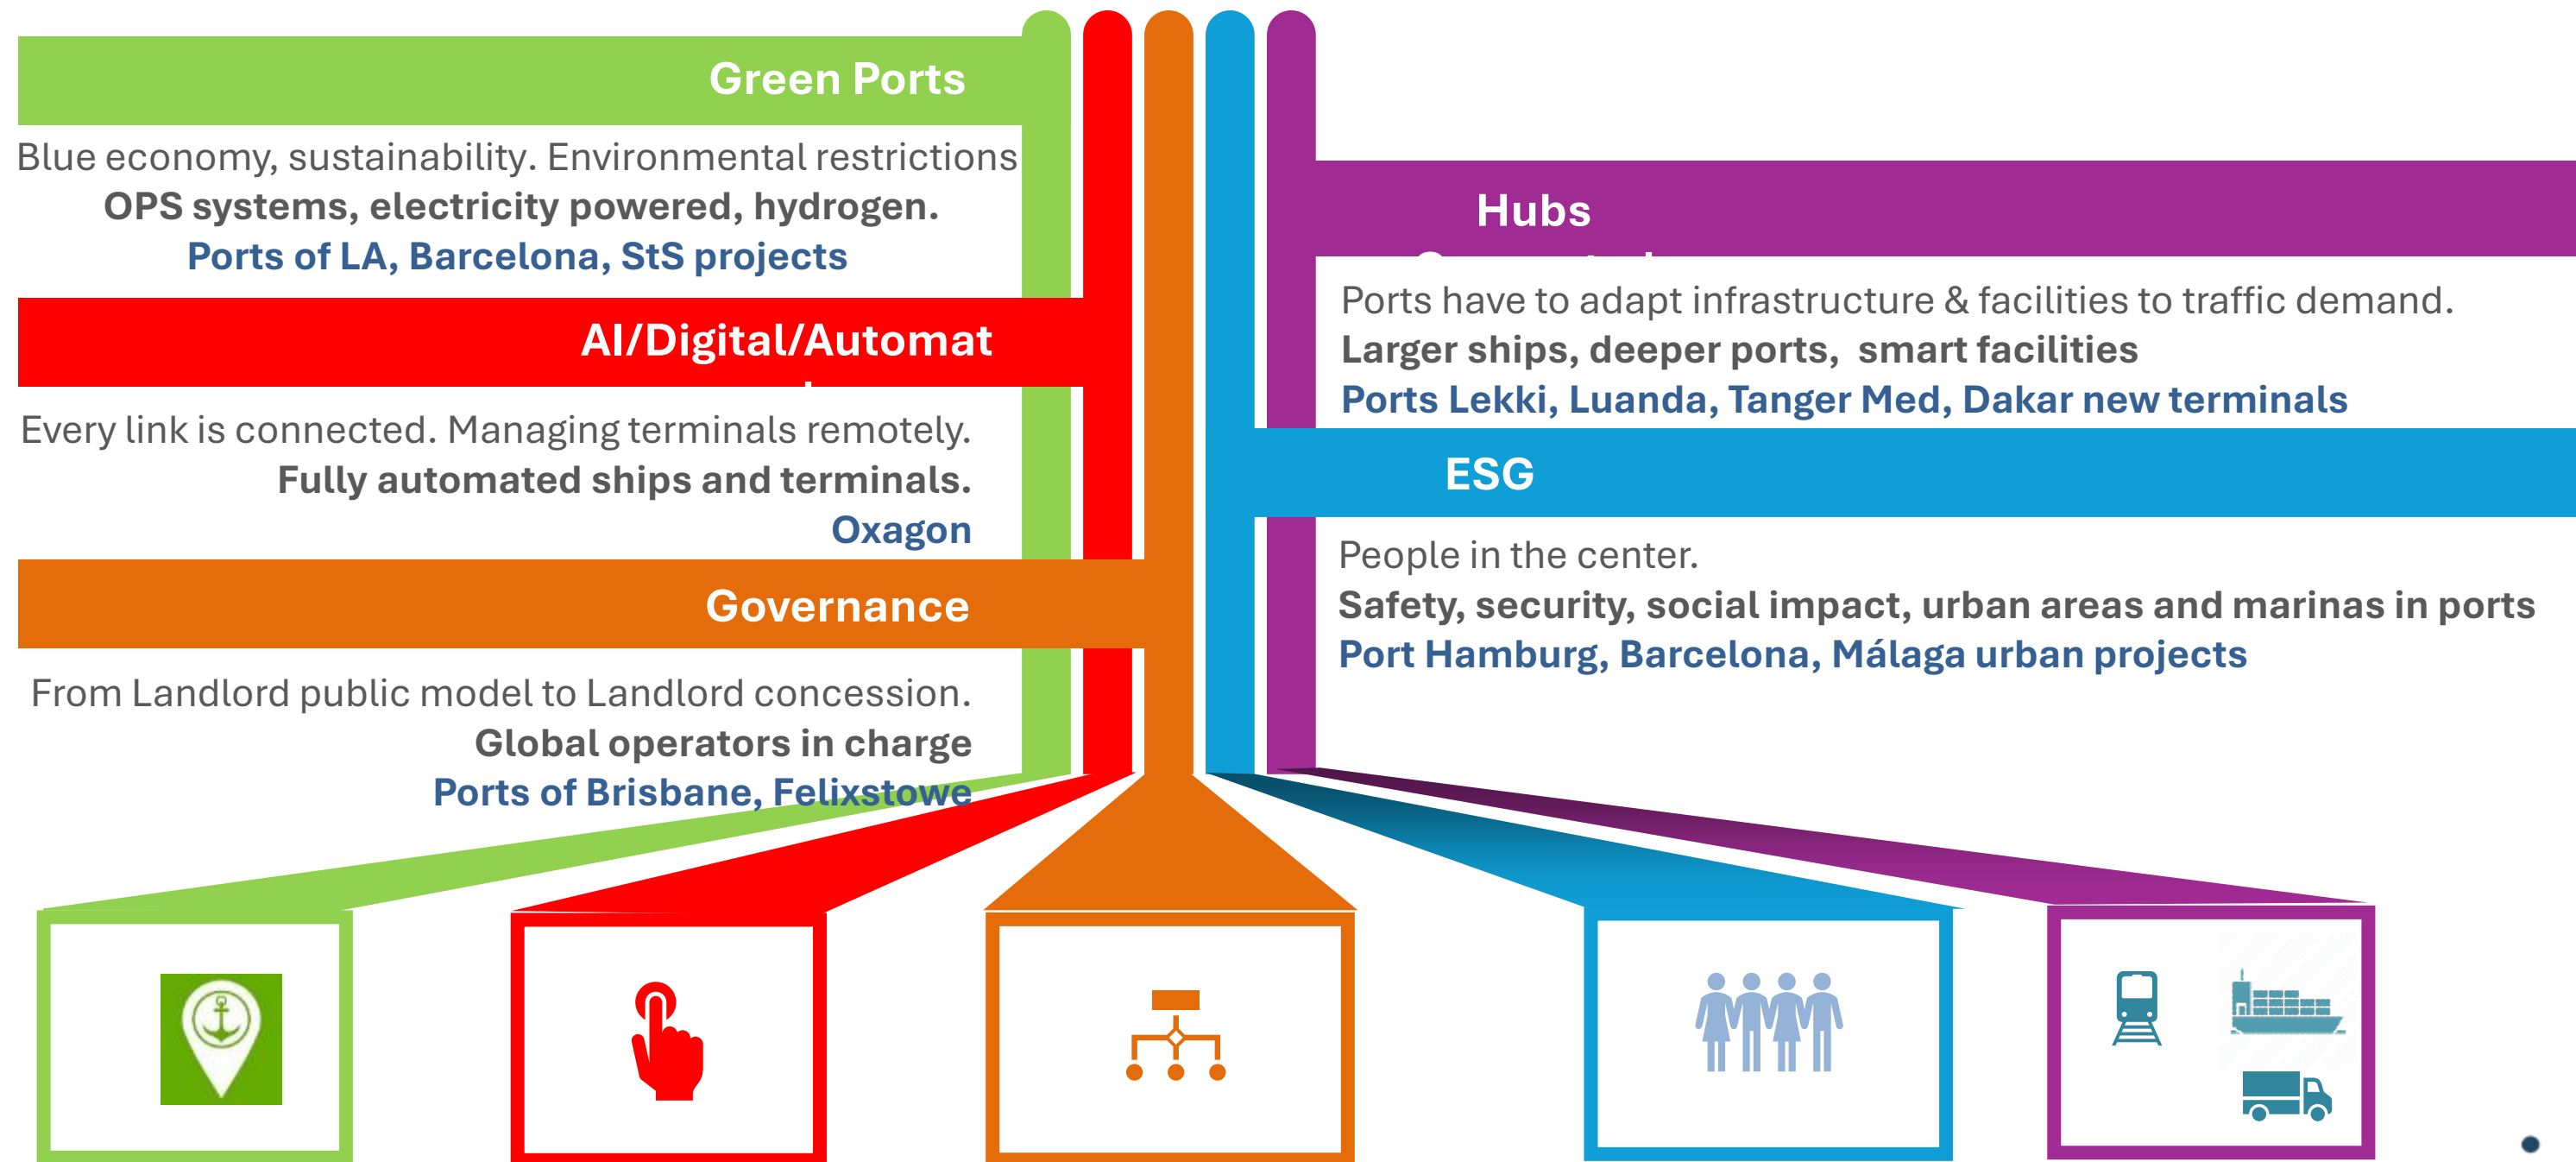 Green Ports
Blue economy, sustainability. Environmental restrictions
OPS systems, electricity powered, hydrogen.
Ports of LA, Barcelona, StS projects
AI/Digital/Automat
Every link is connected. Managing terminals remotely.
Fully automated ships and terminals.
Oxagon
Governance
From Landlord public model to Landlord concession.
Global operators in charge
Ports of Brisbane, Felixstowe
Hubs
Ports have to adapt infrastructure & facilities to traffic demand.
Larger ships, deeper ports, smart facilities
Ports Lekki, Luanda, Tanger Med, Dakar new terminals
ESG
People in the center.
Safety, security, social impact, urban areas and marinas in ports
Port Hamburg, Barcelona, Málaga urban projects